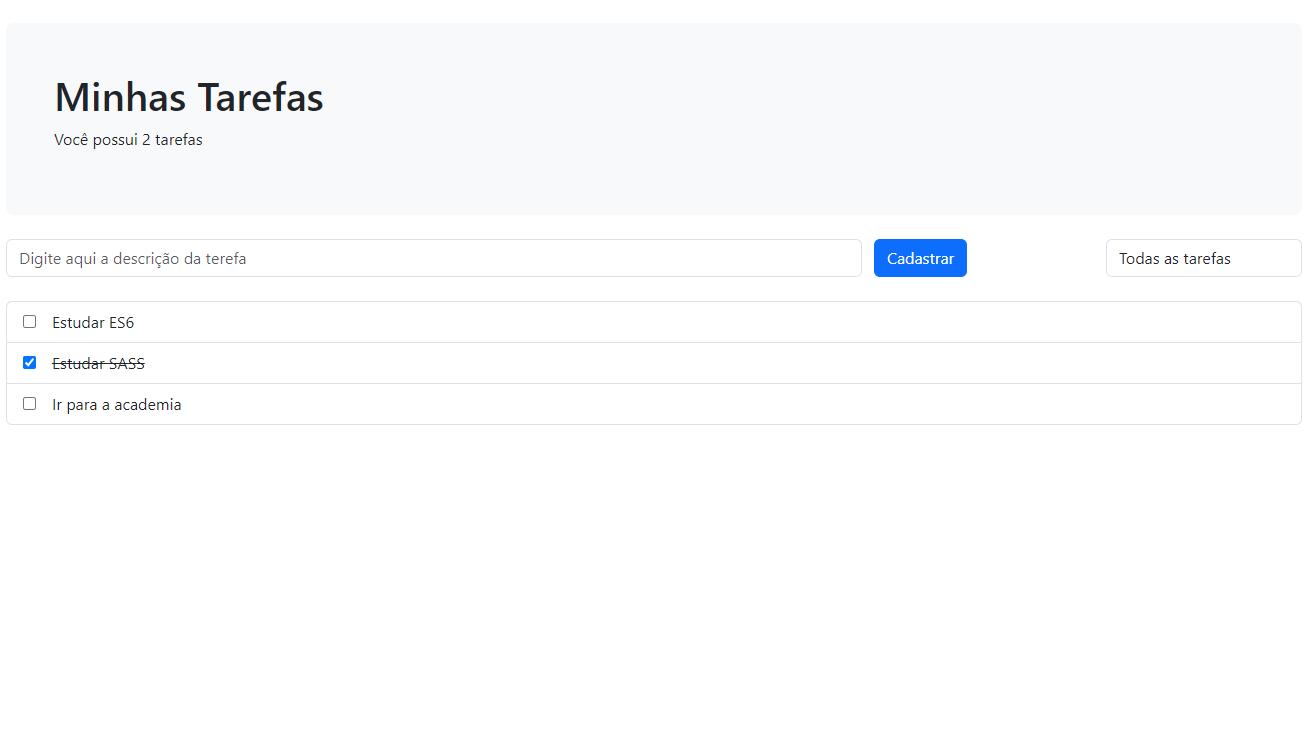 Minhas Tarefas
Você possui 2 tarefas
Digite aqui a descrição da terefa
Cadastrar
Todas as tarefas
Estudar ES6
Estudar SASS
Ir para a academia